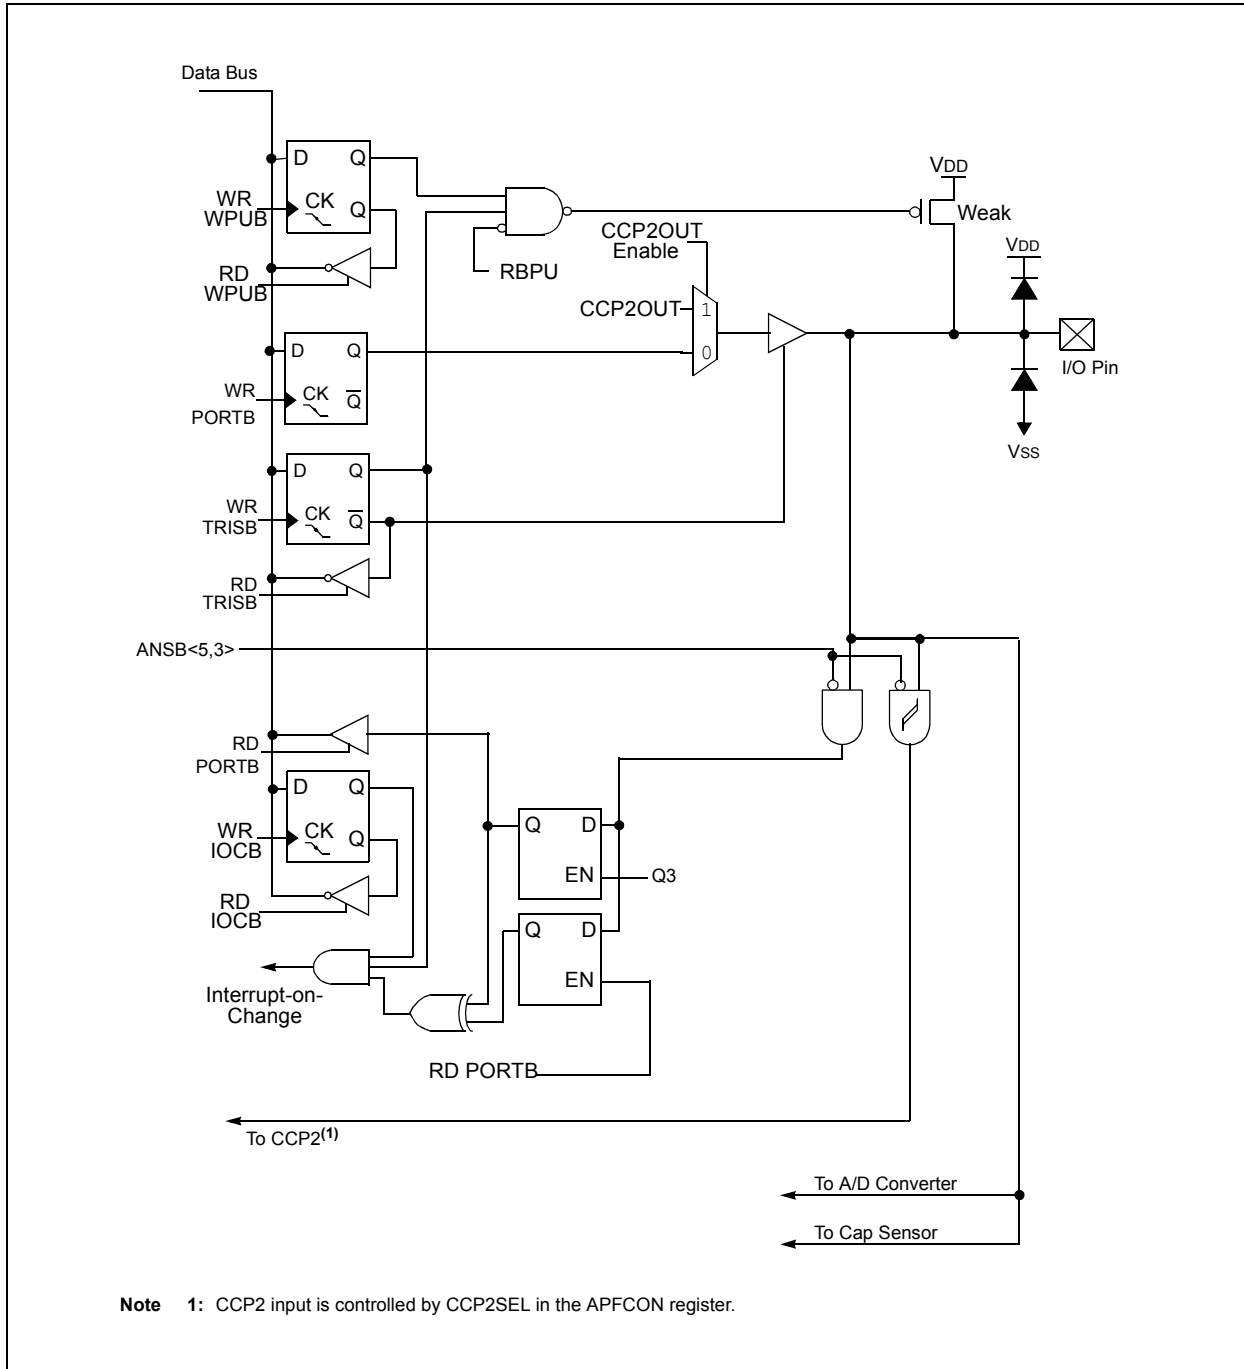 Data Bus
D Q
WR
WPUB
CK
Q
RD
WPUB
RBPU
CCP2OUT
Enable
VDD
Weak
VDD
CCP2OUT
1
0
I/O Pin
VSS
D Q
WR
PORTB
CK
Q
D Q
WR
TRISB
CK
Q
RD
TRISB
ANSB<5,3>
RD
PORTB
D Q
WR
IOCB
CK
Q
RD
IOCB
Q D
EN
Q3
Q D
EN
Interrupt-on-
Change
RD PORTB
To CCP2(1)
To A/D Converter
To Cap Sensor
Note 1: CCP2 input is controlled by CCP2SEL in the APFCON register.